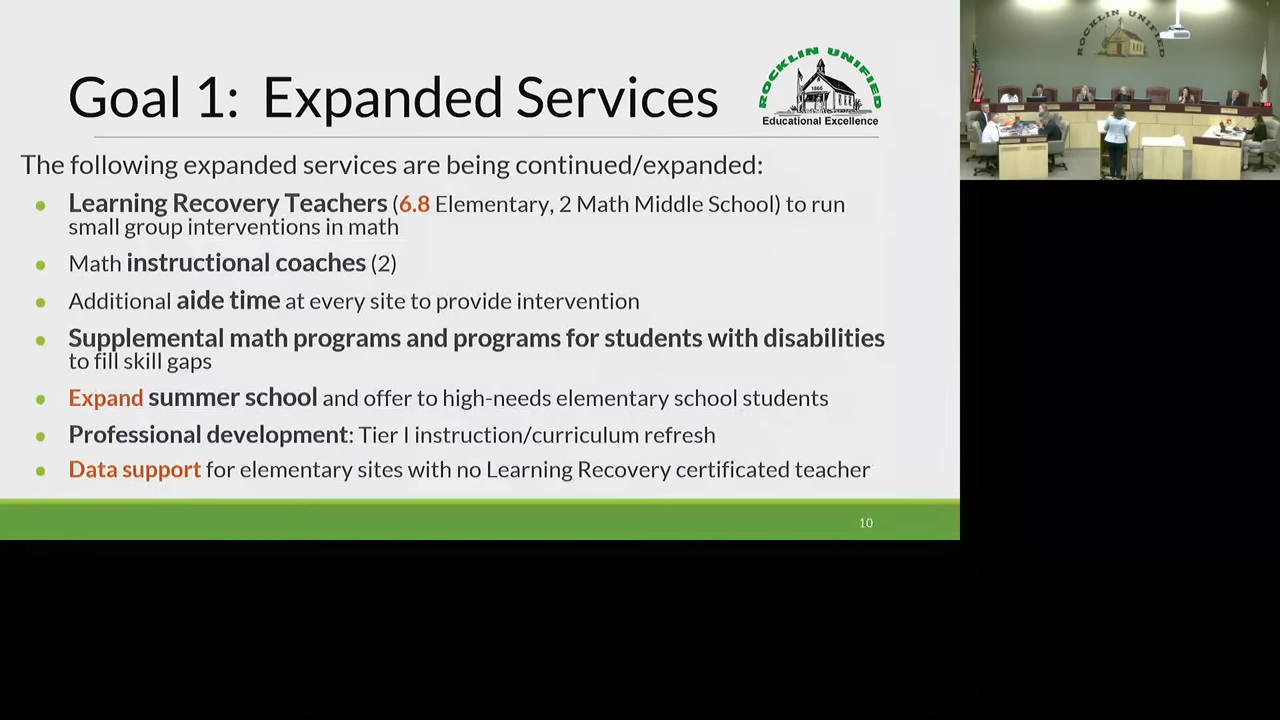 Goal 1: Expanded Services
ROCKLIN UNIFIED
1866
Educational Excellence
The following expanded services are being continued/expanded:
Learning Recovery Teachers (6.8 Elementary, 2 Math Middle School) to run
small group interventions in math
Math instructional coaches (2)
Additional aide time at every site to provide intervention
Supplemental math programs and programs for students with disabilities
to fill skill gaps
Expand summer school and offer to high-needs elementary school students
Professional development: Tier I instruction/curriculum refresh
Data support for elementary sites with no Learning Recovery certificated teacher
10
ROCKLIN UNIFIED